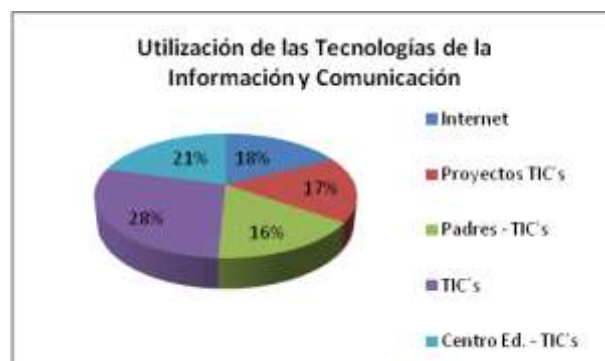 Utilización de las Tecnologías de la
Información y Comunicación
21%
18%
17%
28%
16%
Internet
Proyectos TIC's
Padres - TIC's
TIC's
Centro Ed. - TIC's